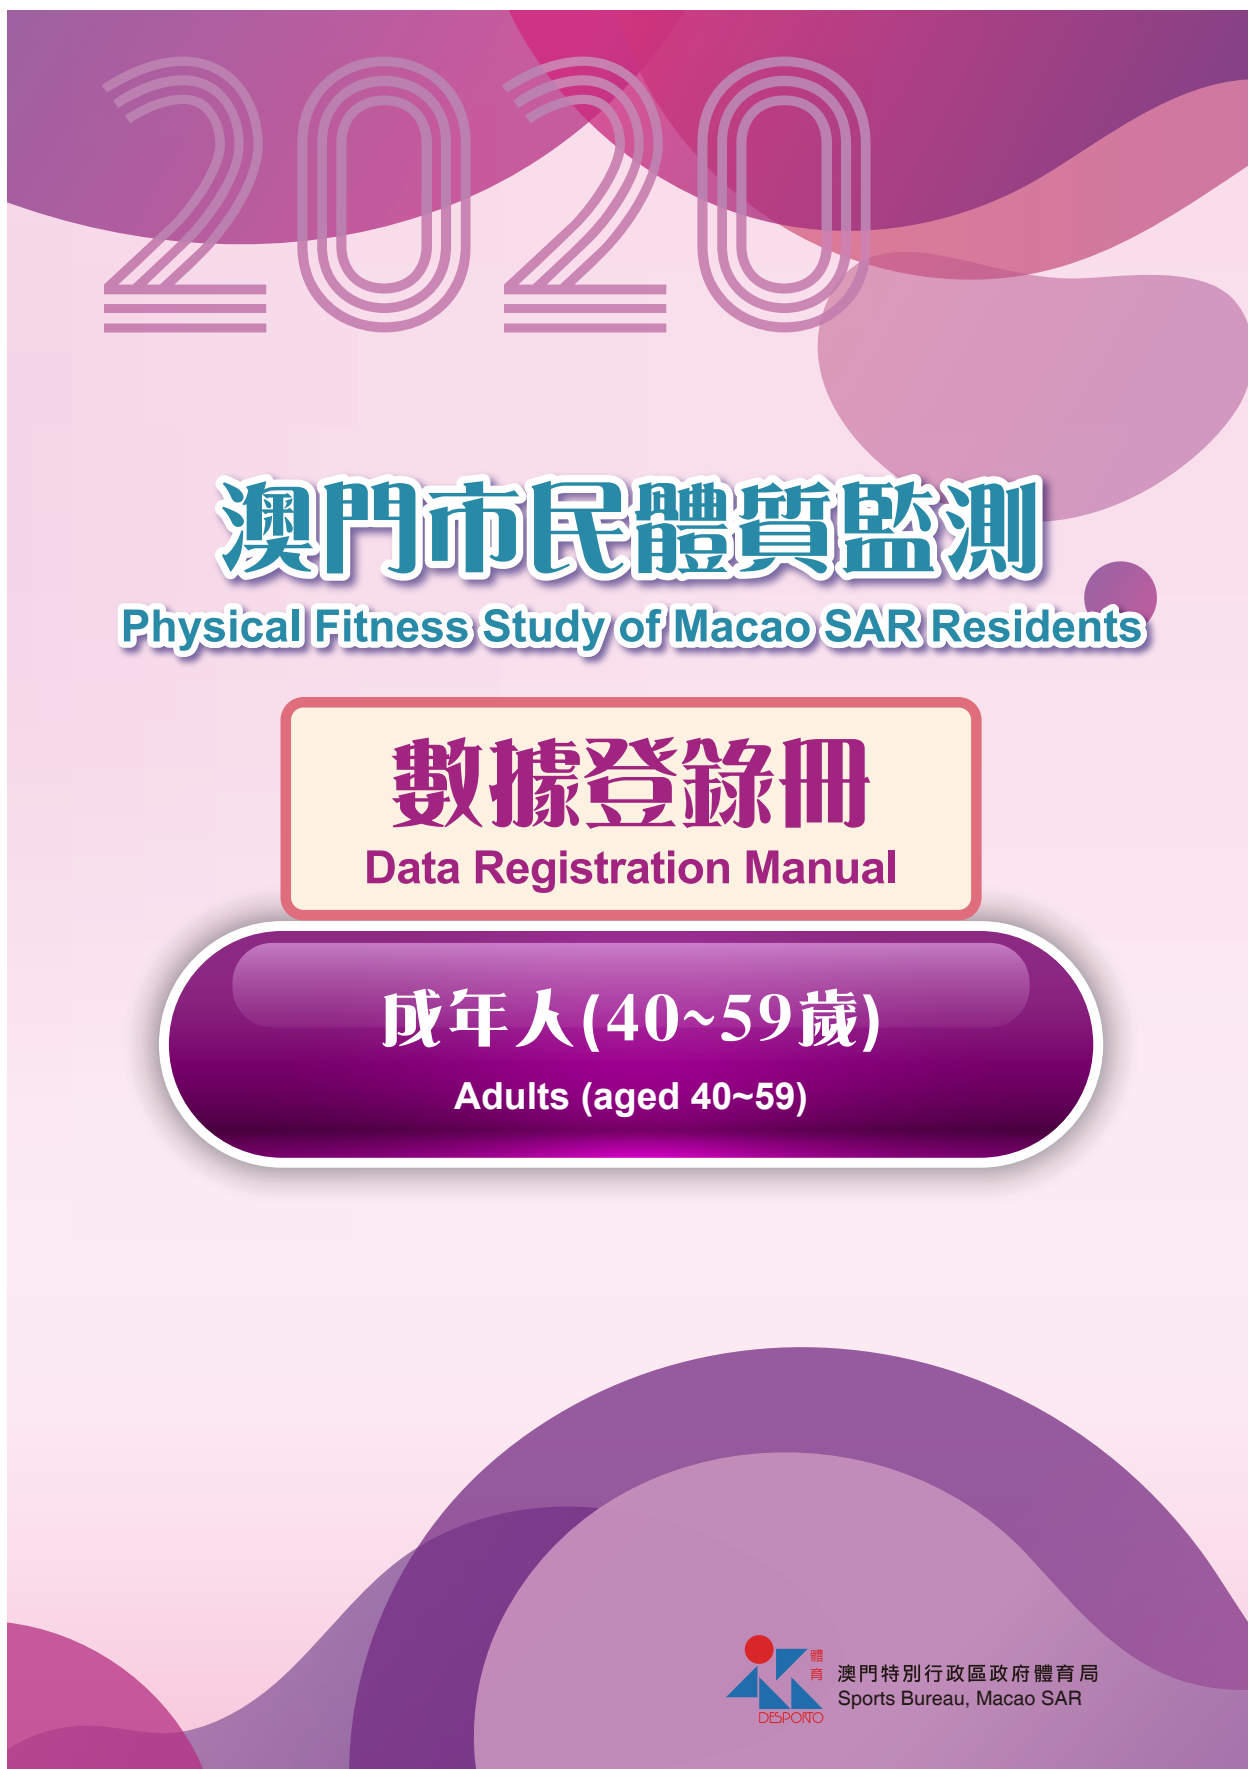 2020
澳門市民體質監測
Physical Fitness Study of Macao SAR Residents
數據登錄冊
Data Registration Manual
成年人(40~59歲)
Adults (aged 40~59)
體育
澳門特別行政區政府體育局
Sports Bureau, Macao SAR
DESPORTO